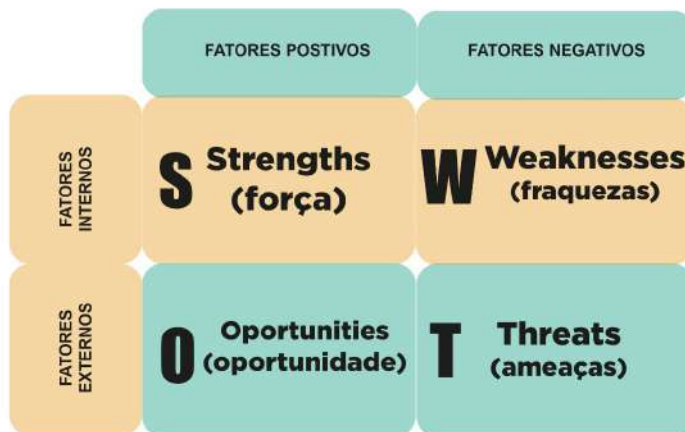 FATORES POSTIVOS
FATORES NEGATIVOS
FATORES
INTERNOS
S
Strengths
(força)
W
Weaknesses
(fraquezas)
FATORES
EXTERNOS
O
Oportunities
(oportunidade)
T
Threats
(ameaças)